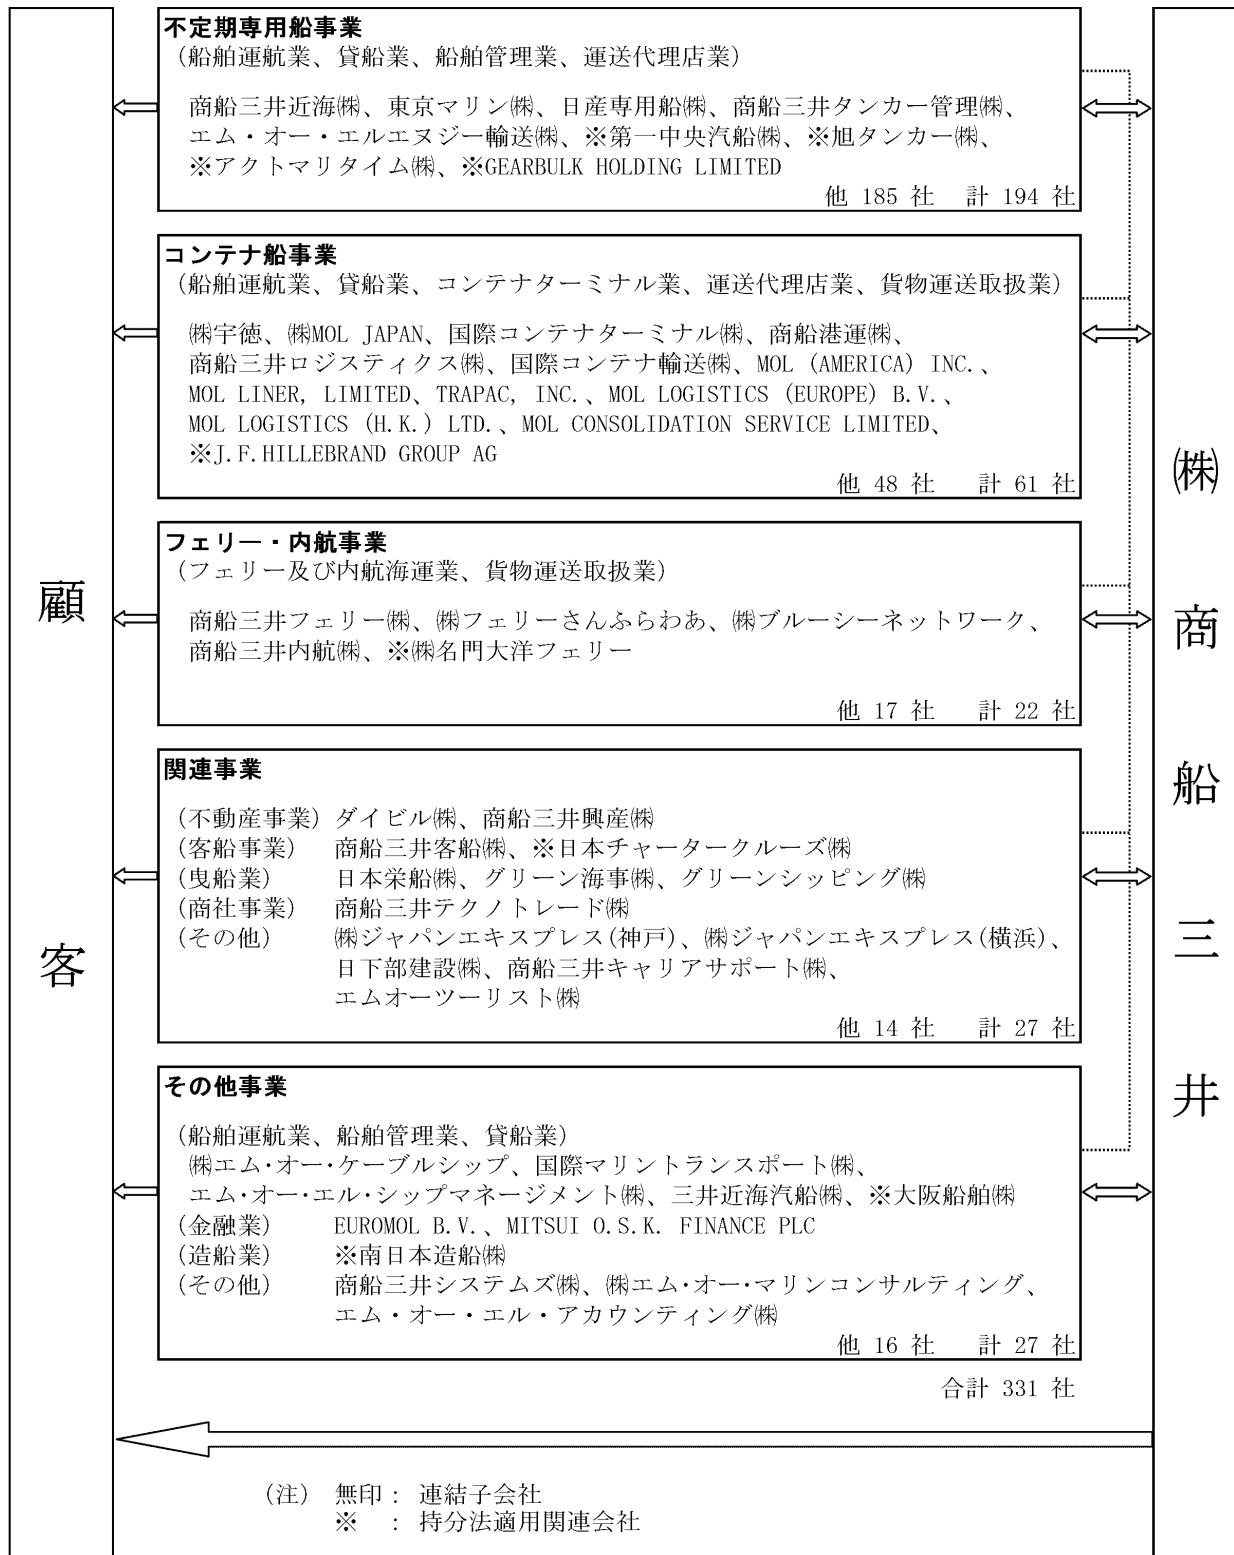 不定期専用船事業
(船舶運航業、貸船業、船舶管理業、運送代理店業)
商船三井近海㈱、東京マリン㈱、日産専用船㈱、商船三井タンカー管理㈱、
エム・オー・エルエヌジー輸送㈱、※第一中央汽船㈱、※旭タンカー㈱、
※アクトマリタイム㈱、※GEARBULK HOLDING LIMITED
他 185 社 計 194 社
コンテナ船事業
(船舶運航業、貸船業、コンテナターミナル業、運送代理店業、貨物運送取扱業)
㈱宇徳、㈱MOL JAPAN、国際コンテナターミナル㈱、商船港運㈱、
商船三井ロジスティクス㈱、国際コンテナ輸送㈱、MOL (AMERICA) INC.、
MOL LINER, LIMITED、TRAPAC, INC.、MOL LOGISTICS (EUROPE) B.V.、
MOL LOGISTICS (H.K.) LTD.、MOL CONSOLIDATION SERVICE LIMITED、
※J.F.HILLEBRAND GROUP AG
他 48 社 計 61 社
フェリー・内航事業
(フェリー及び内航海運業、貨物運送取扱業)
商船三井フェリー㈱、㈱フェリーさんふらわあ、㈱ブルーシーネットワーク、
商船三井内航㈱、※㈱名門大洋フェリー
他 17 社 計 22 社
関連事業
(不動産事業) ダイビル㈱、商船三井興産㈱
(客船事業) 商船三井客船㈱、※日本チャータークルーズ㈱
(曳船業) 日本栄船㈱、グリーン海事㈱、グリーンシッピング㈱
(商社事業) 商船三井テクノトレード㈱
(その他) ㈱ジャパンエキスプレス(神戸)、㈱ジャパンエキスプレス(横浜)、
日下部建設㈱、商船三井キャリアサポート㈱、
エムオーツーリスト㈱
他 14 社 計 27 社
その他事業
(船舶運航業、船舶管理業、貸船業)
㈱エム・オー・ケーブルシップ、国際マリントランスポート㈱、
エム・オー・エル・シップマネージメント㈱、三井近海汽船㈱、※大阪船舶㈱
(金融業) EUROMOL B.V.、MITSUI O.S.K. FINANCE PLC
(造船業) ※南日本造船㈱
(その他) 商船三井システムズ㈱、㈱エム・オー・マリンコンサルティング、
エム・オー・エル・アカウンティング㈱
他 16 社 計 27 社
合計 331 社
顧客
㈱商船三井
(注) 無印: 連結子会社
※ : 持分法適用関連会社